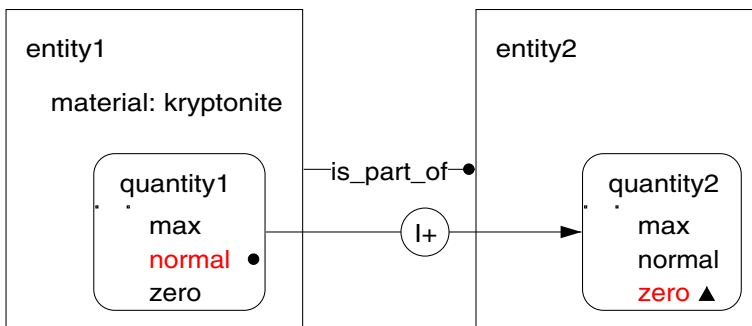 entity1
material: kryptonite
quantity1
max
normal
zero
is_part_of
I+
entity2
quantity2
max
normal
zero